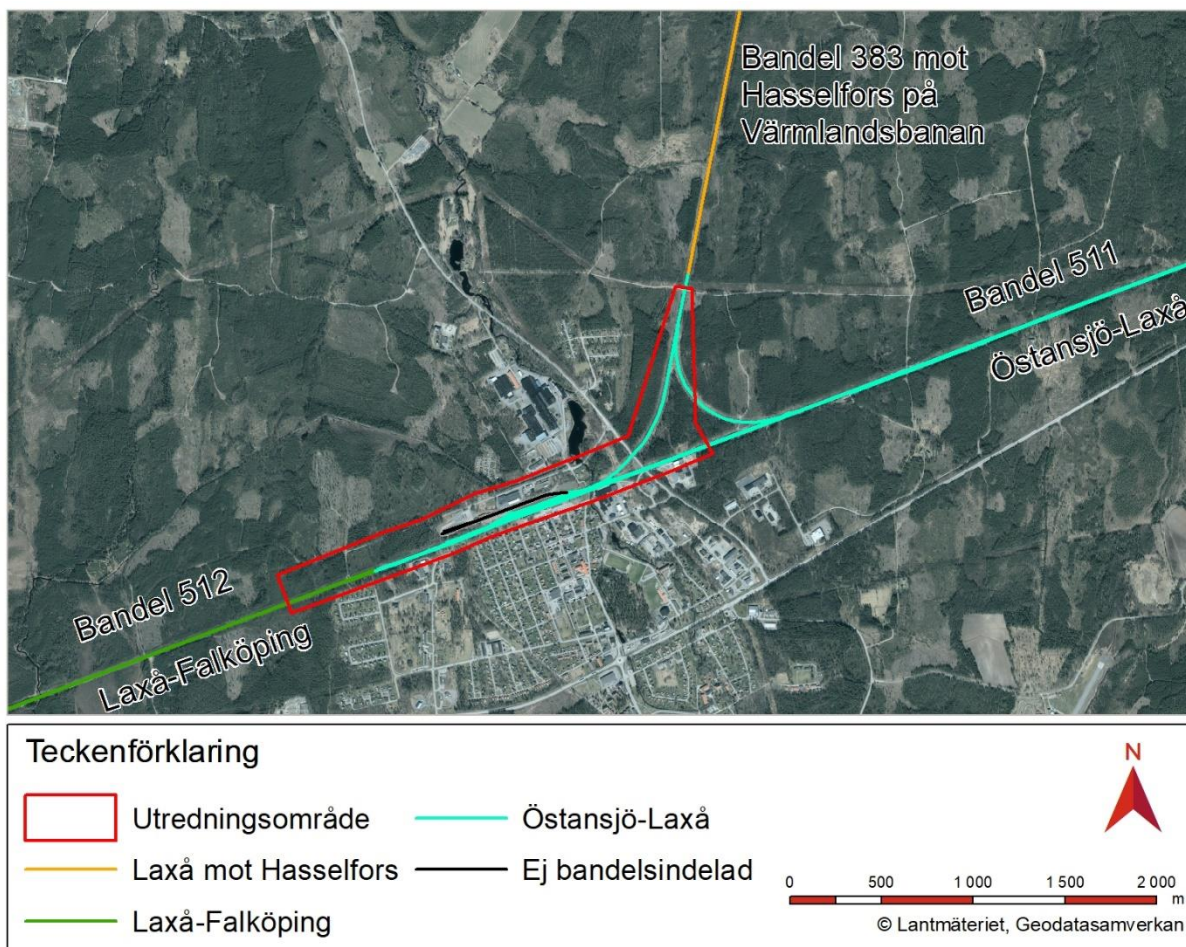 Bandel 383 mot
Hasselfors på
Värmlandsbanan
Bandel 511
Östansjö-Laxå
Bandel 512
Laxå-Falköping
Teckenförklaring
Utredningsområde
Östansjö-Laxå
Laxå mot Hasselfors
Ej bandelsindelad
Laxå-Falköping
N
0 500 1 000 1 500 2 000
m
© Lantmäteriet, Geodatasamverkan